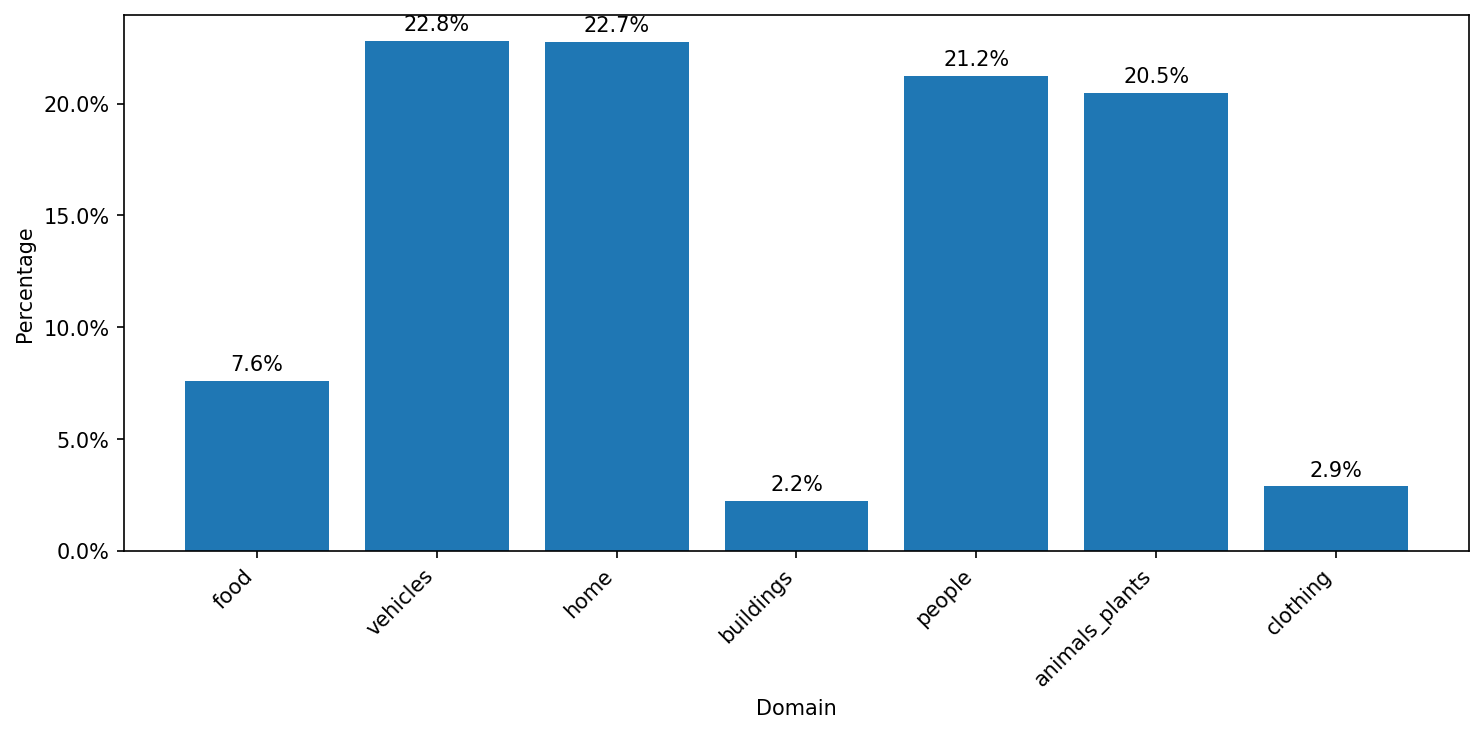 22.8%
22.7%
21.2%
20.5%
7.6%
2.2%
2.9%
20.0%
15.0%
10.0%
5.0%
0.0%
Percentage
food
vehicles
home
buildings
people
animals_plants
clothing
Domain